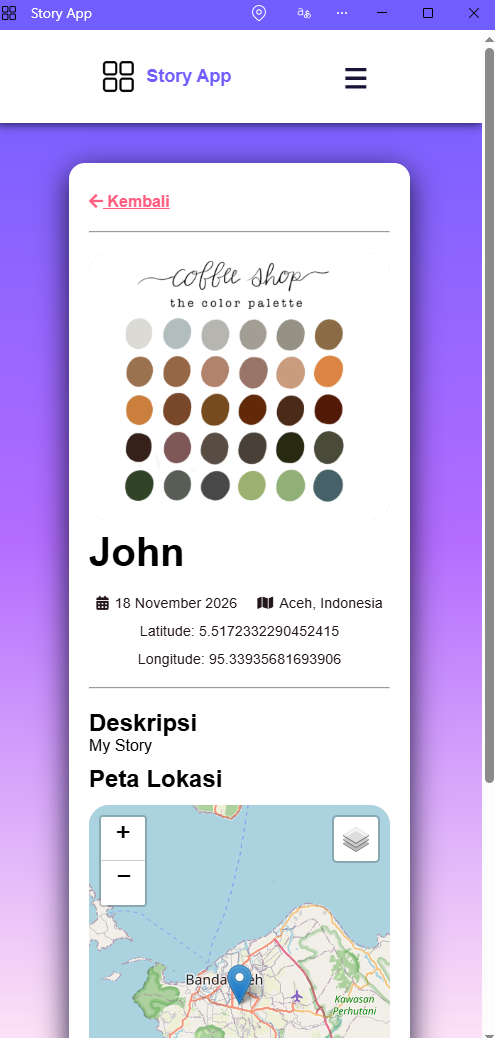 Story App
Story App
Kembali
coffee shop
the color palette
John
18 November 2026 Aceh, Indonesia
Latitude: 5.5172332290452415
Longitude: 95.33935681693906
Deskripsi
My Story
Peta Lokasi
+
−
Kawasan
Perhutani